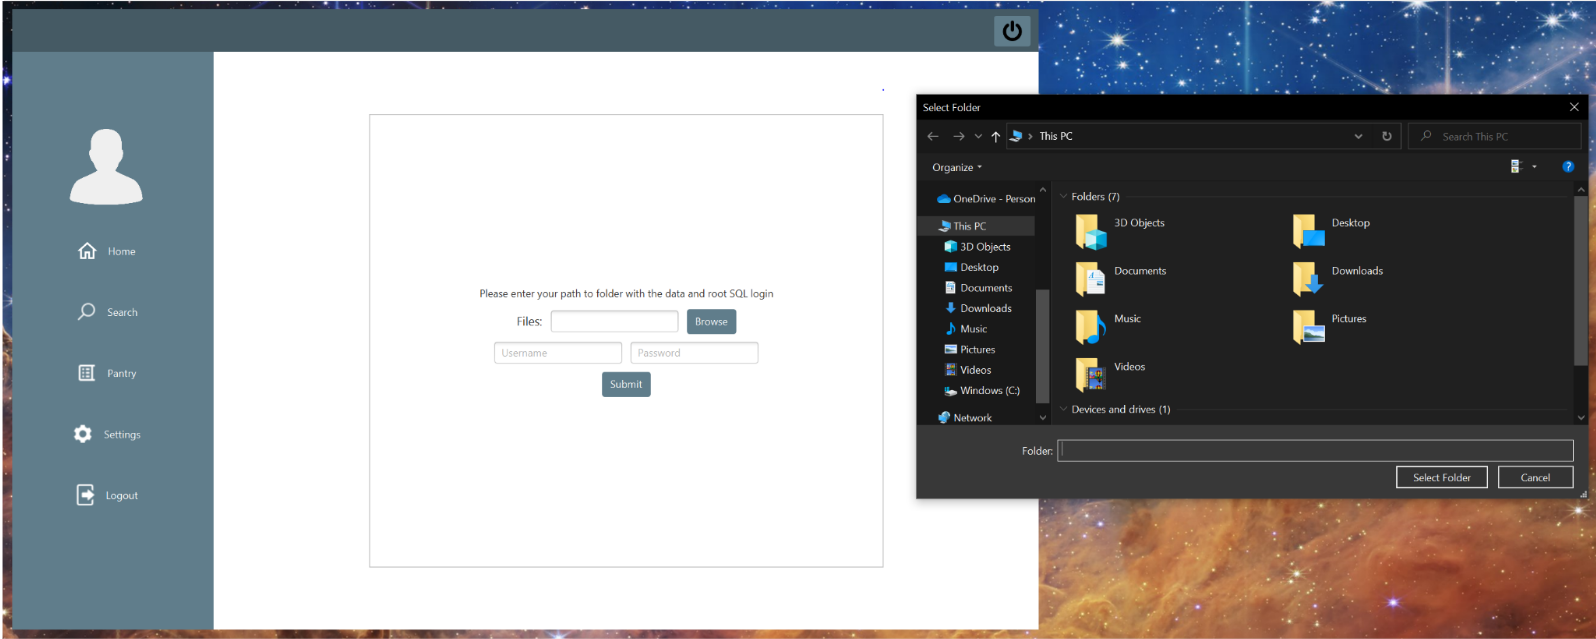 Home
Search
Pantry
Settings
Logout
Please enter your path to folder with the data and root SQL login
Files:
Browse
Username
Password
Submit
Select Folder
This PC
Search This PC
Organize
OneDrive - Person
This PC
3D Objects
Desktop
Documents
Downloads
Music
Pictures
Videos
Windows (C:)
Network
Folders (7)
3D Objects
Desktop
Documents
Downloads
Music
Pictures
Videos
Devices and drives (1)
Folder:
Select Folder
Cancel